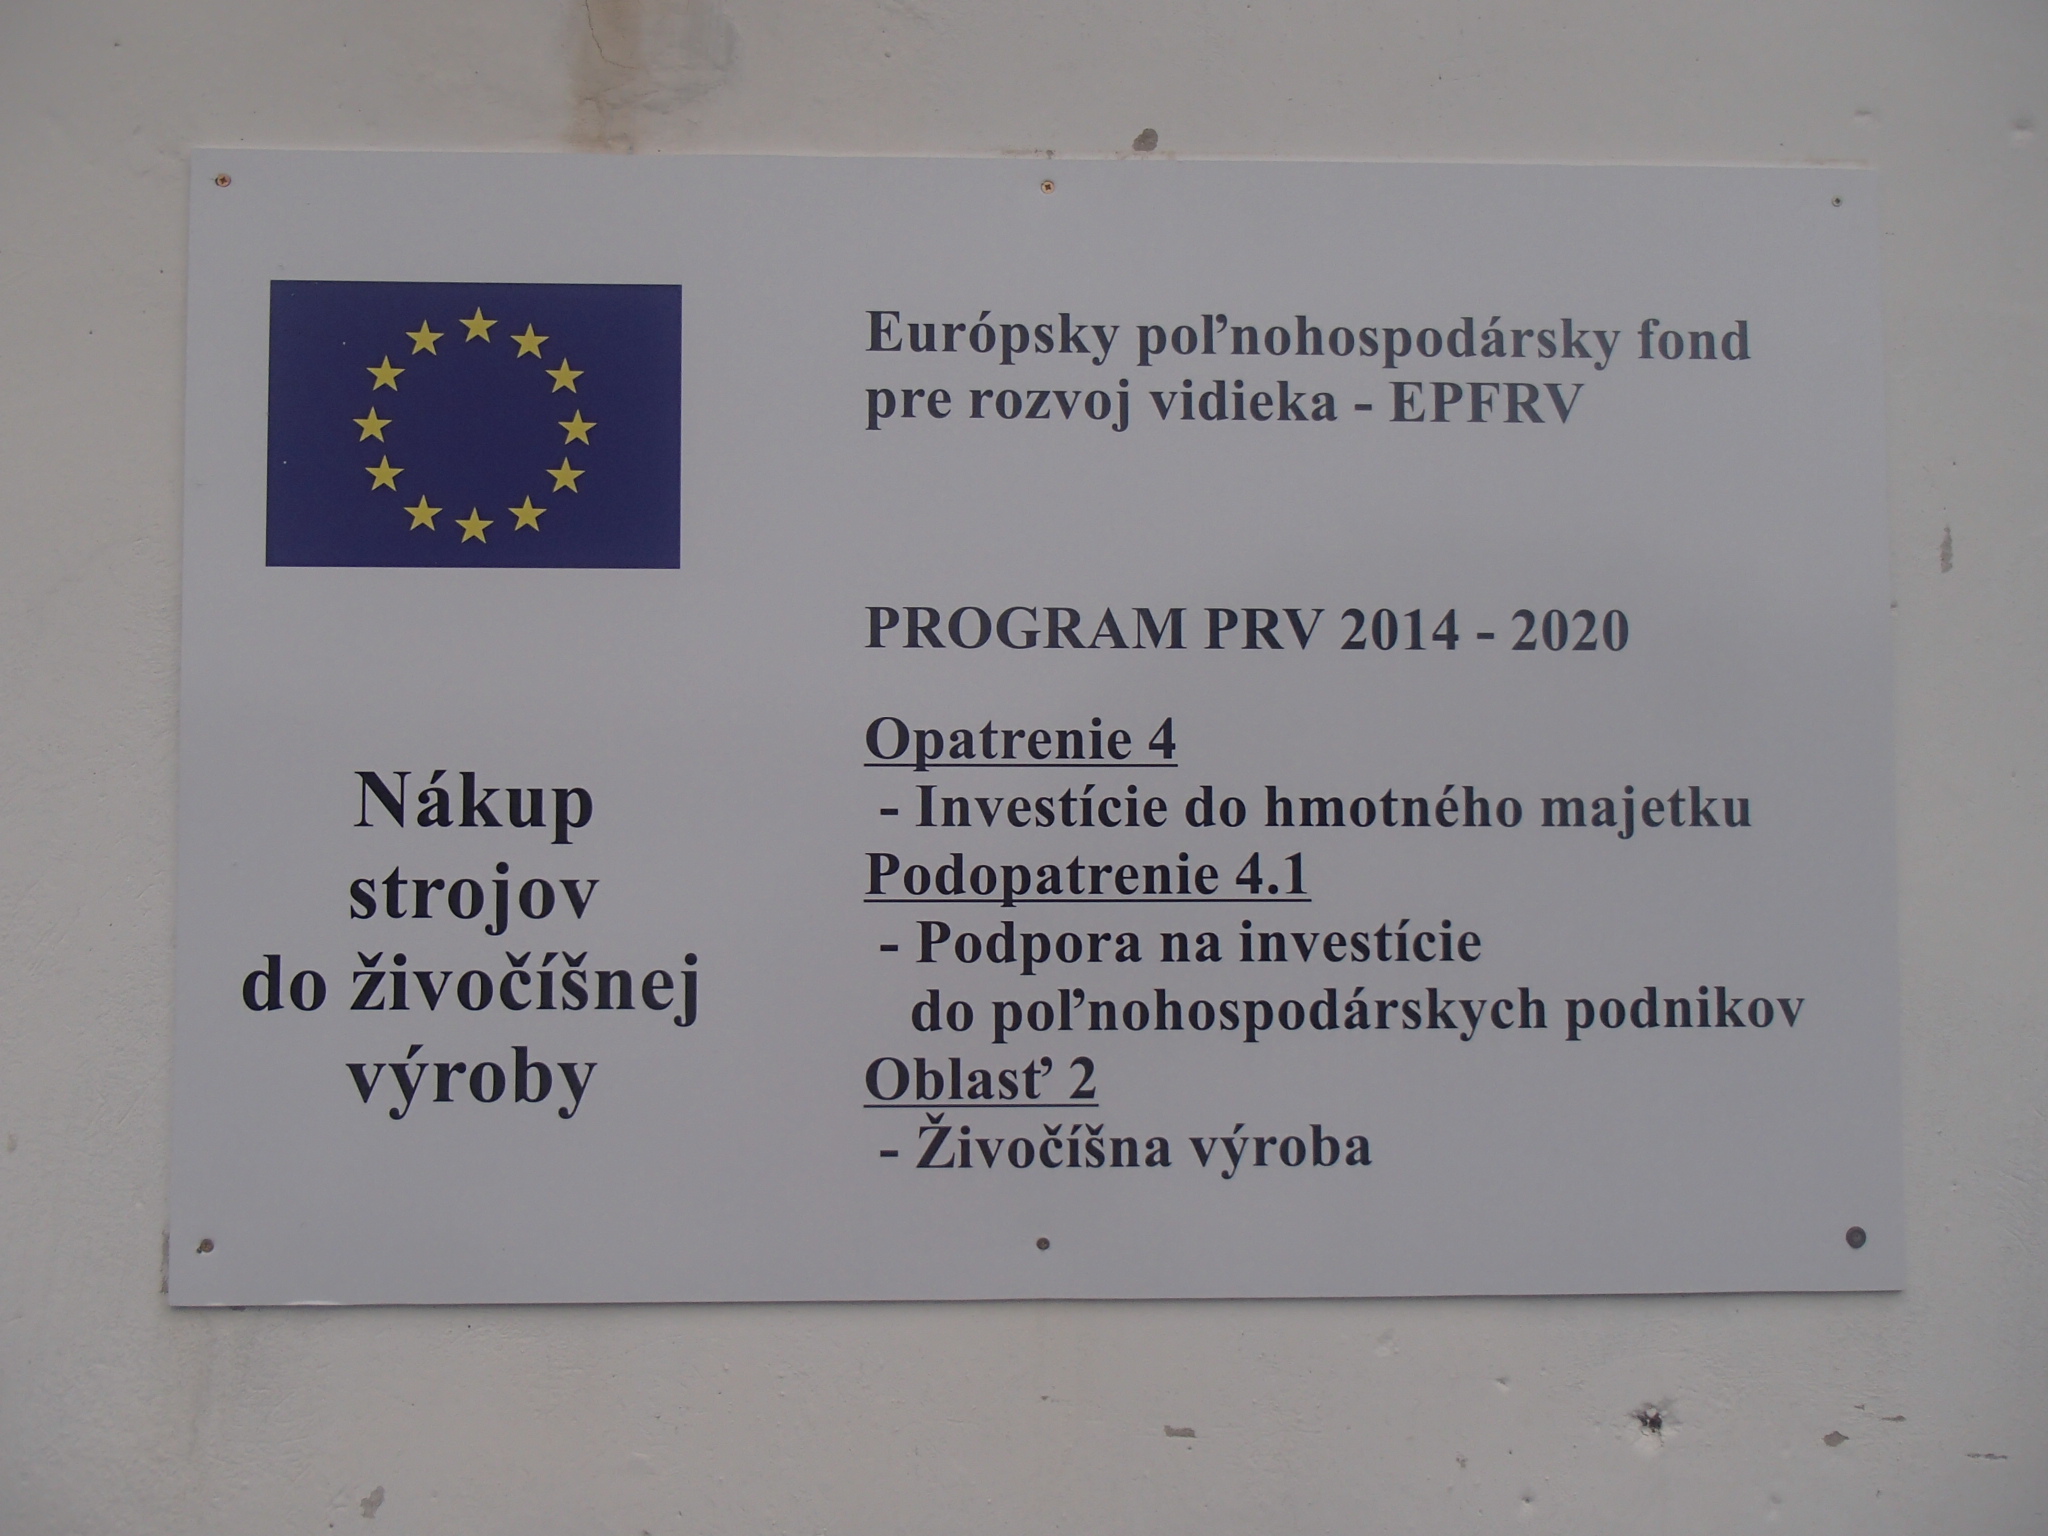 Európsky poľnohospodársky fond
pre rozvoj vidieka - EPFRV
PROGRAM PRV 2014 - 2020
Opatrenie 4
- Investície do hmotného majetku
Podopatrenie 4.1
- Podpora na investície
do poľnohospodárskych podnikov
Oblasť 2
- Živočíšna výroba
Nákup
strojov
do živočíšnej
výroby